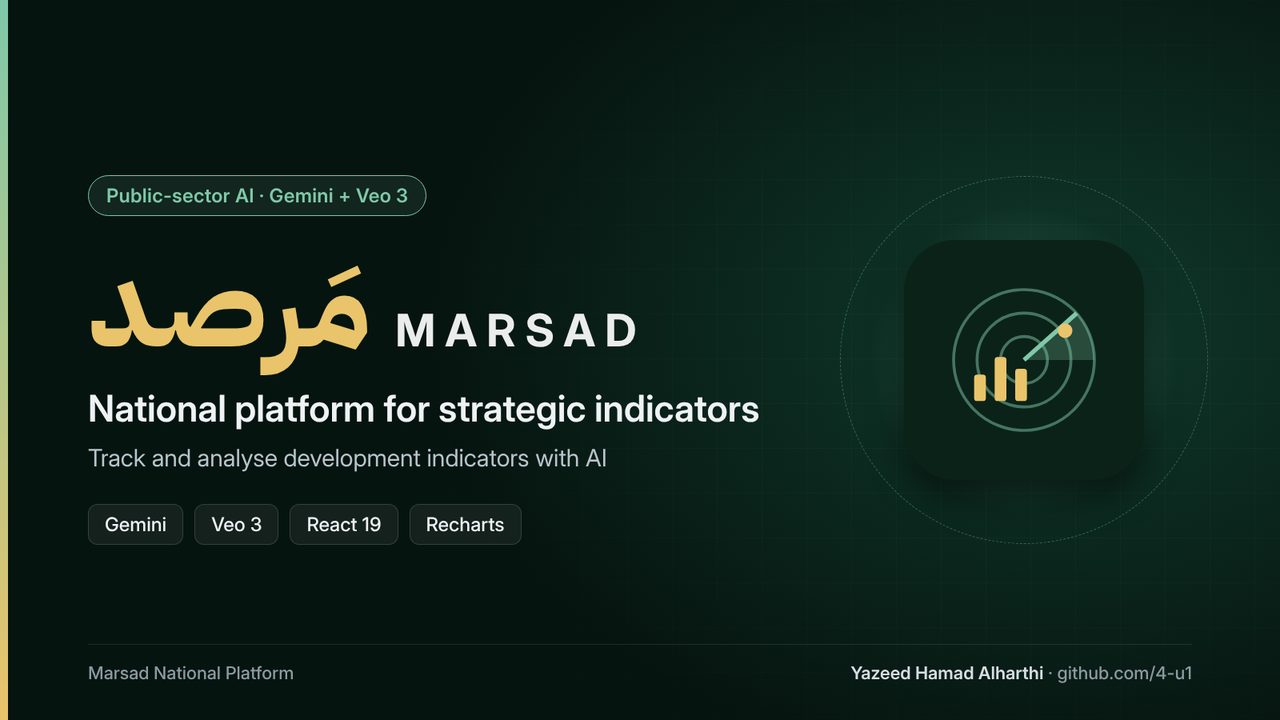 Public-sector AI · Gemini + Veo 3
مَرصد MARSAD
National platform for strategic indicators
Track and analyse development indicators with AI
Gemini Veo 3 React 19 Recharts
Marsad National Platform
Yazeed Hamad Alharthi · github.com/4-u1